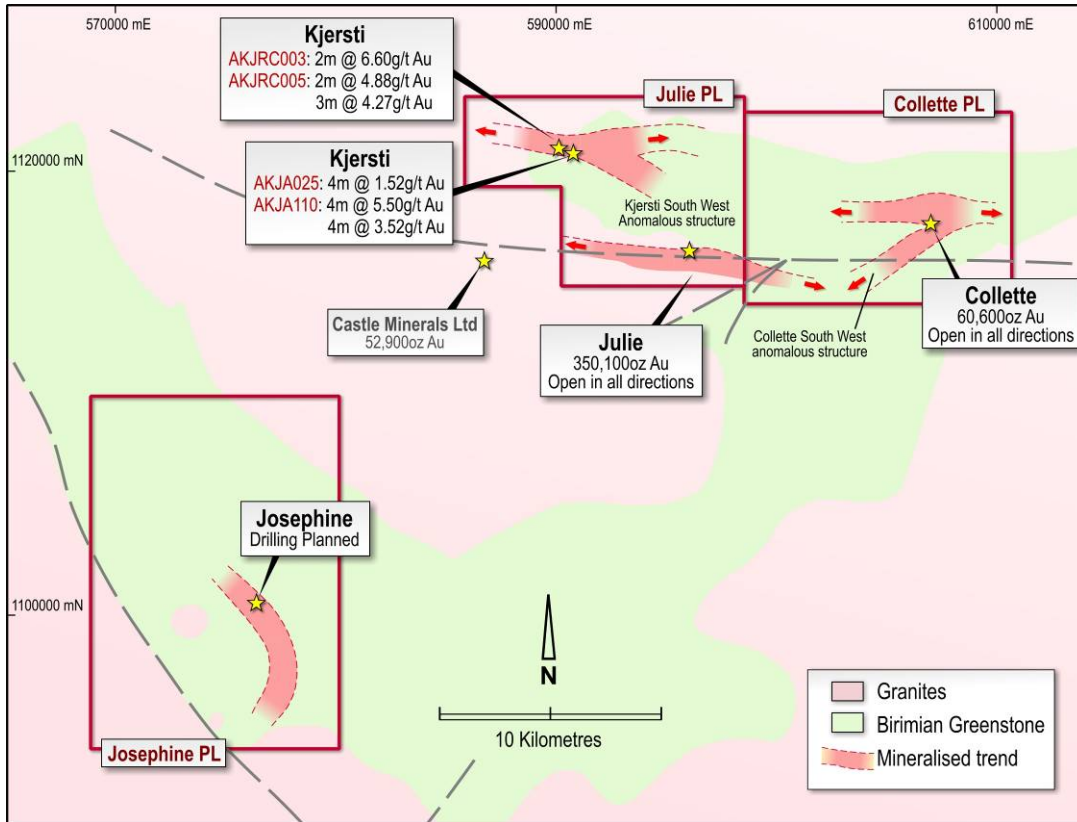 570000 mE
590000 mE
610000 mE
Kjersti
AKJRC003: 2m @ 6.60g/t Au
AKJRC005: 2m @ 4.88g/t Au
3m @ 4.27g/t Au
Julie PL
Collette PL
1120000 mN
Kjersti
AKJA025: 4m @ 1.52g/t Au
AKJA110: 4m @ 5.50g/t Au
4m @ 3.52g/t Au
Kjersti South West
Anomalous structure
Castle Minerals Ltd
52,900oz Au
Julie
350,100oz Au
Open in all directions
Collette South West
anomalous structure
Collette
60,600oz Au
Open in all directions
Josephine
Drilling Planned
1100000 mN
N
10 Kilometres
Josephine PL
Granites
Birimian Greenstone
Mineralised trend